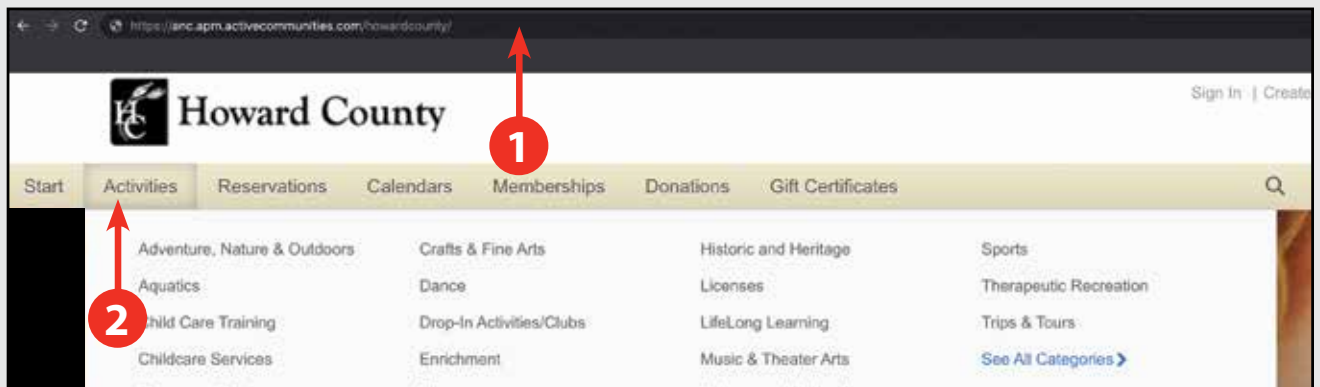 https://anc.apm.activecommunities.com/howardcounty/
HC Howard County
Sign In | Create
1
Start Activities Reservations Calendars Memberships Donations Gift Certificates
Adventure, Nature & Outdoors Crafts & Fine Arts Historic and Heritage Sports
Aquatics Dance Licenses Therapeutic Recreation
2
Child Care Training Drop-In Activities/Clubs LifeLong Learning Trips & Tours
Childcare Services Enrichment Music & Theater Arts See All Categories